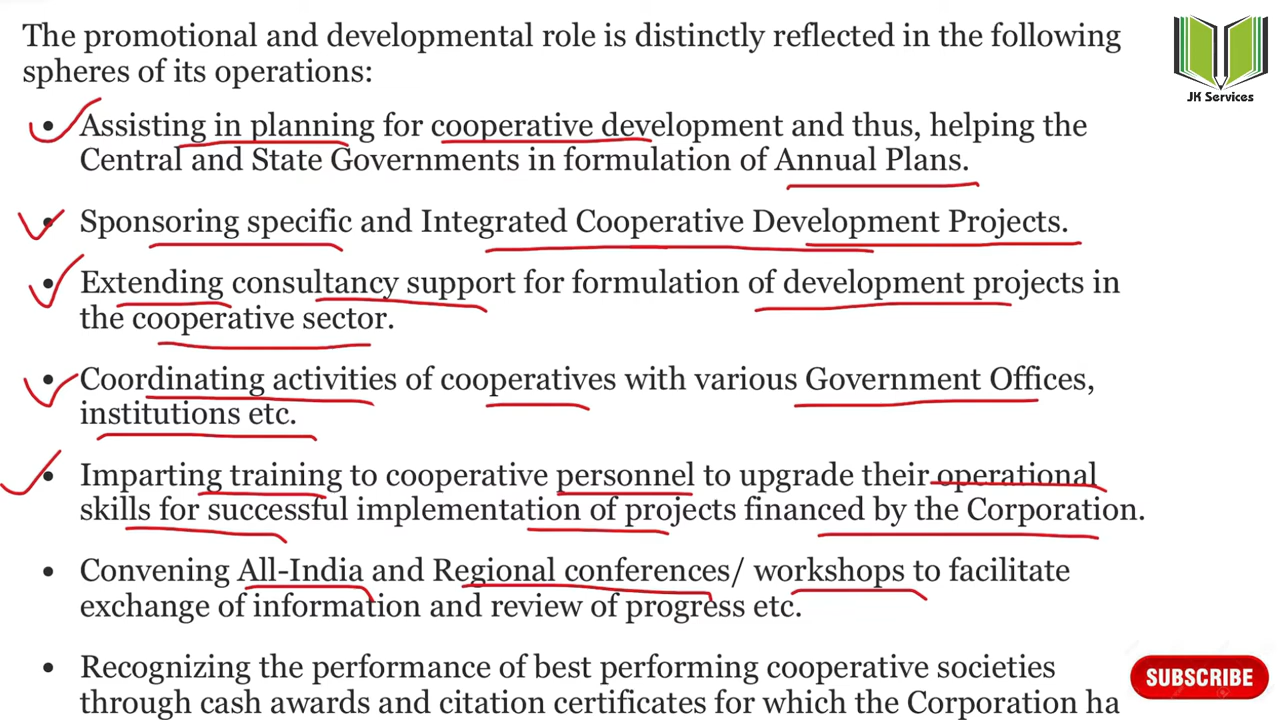 The promotional and developmental role is distinctly reflected in the following
spheres of its operations:
JK Services
• Assisting in planning for cooperative development and thus, helping the
Central and State Governments in formulation of Annual Plans.
• Sponsoring specific and Integrated Cooperative Development Projects.
• Extending consultancy support for formulation of development projects in
the cooperative sector.
• Coordinating activities of cooperatives with various Government Offices,
institutions etc.
• Imparting training to cooperative personnel to upgrade their operational
skills for successful implementation of projects financed by the Corporation.
• Convening All-India and Regional conferences/ workshops to facilitate
exchange of information and review of progress etc.
• Recognizing the performance of best performing cooperative societies
through cash awards and citation certificates for which the Corporation ha
SUBSCRIBE